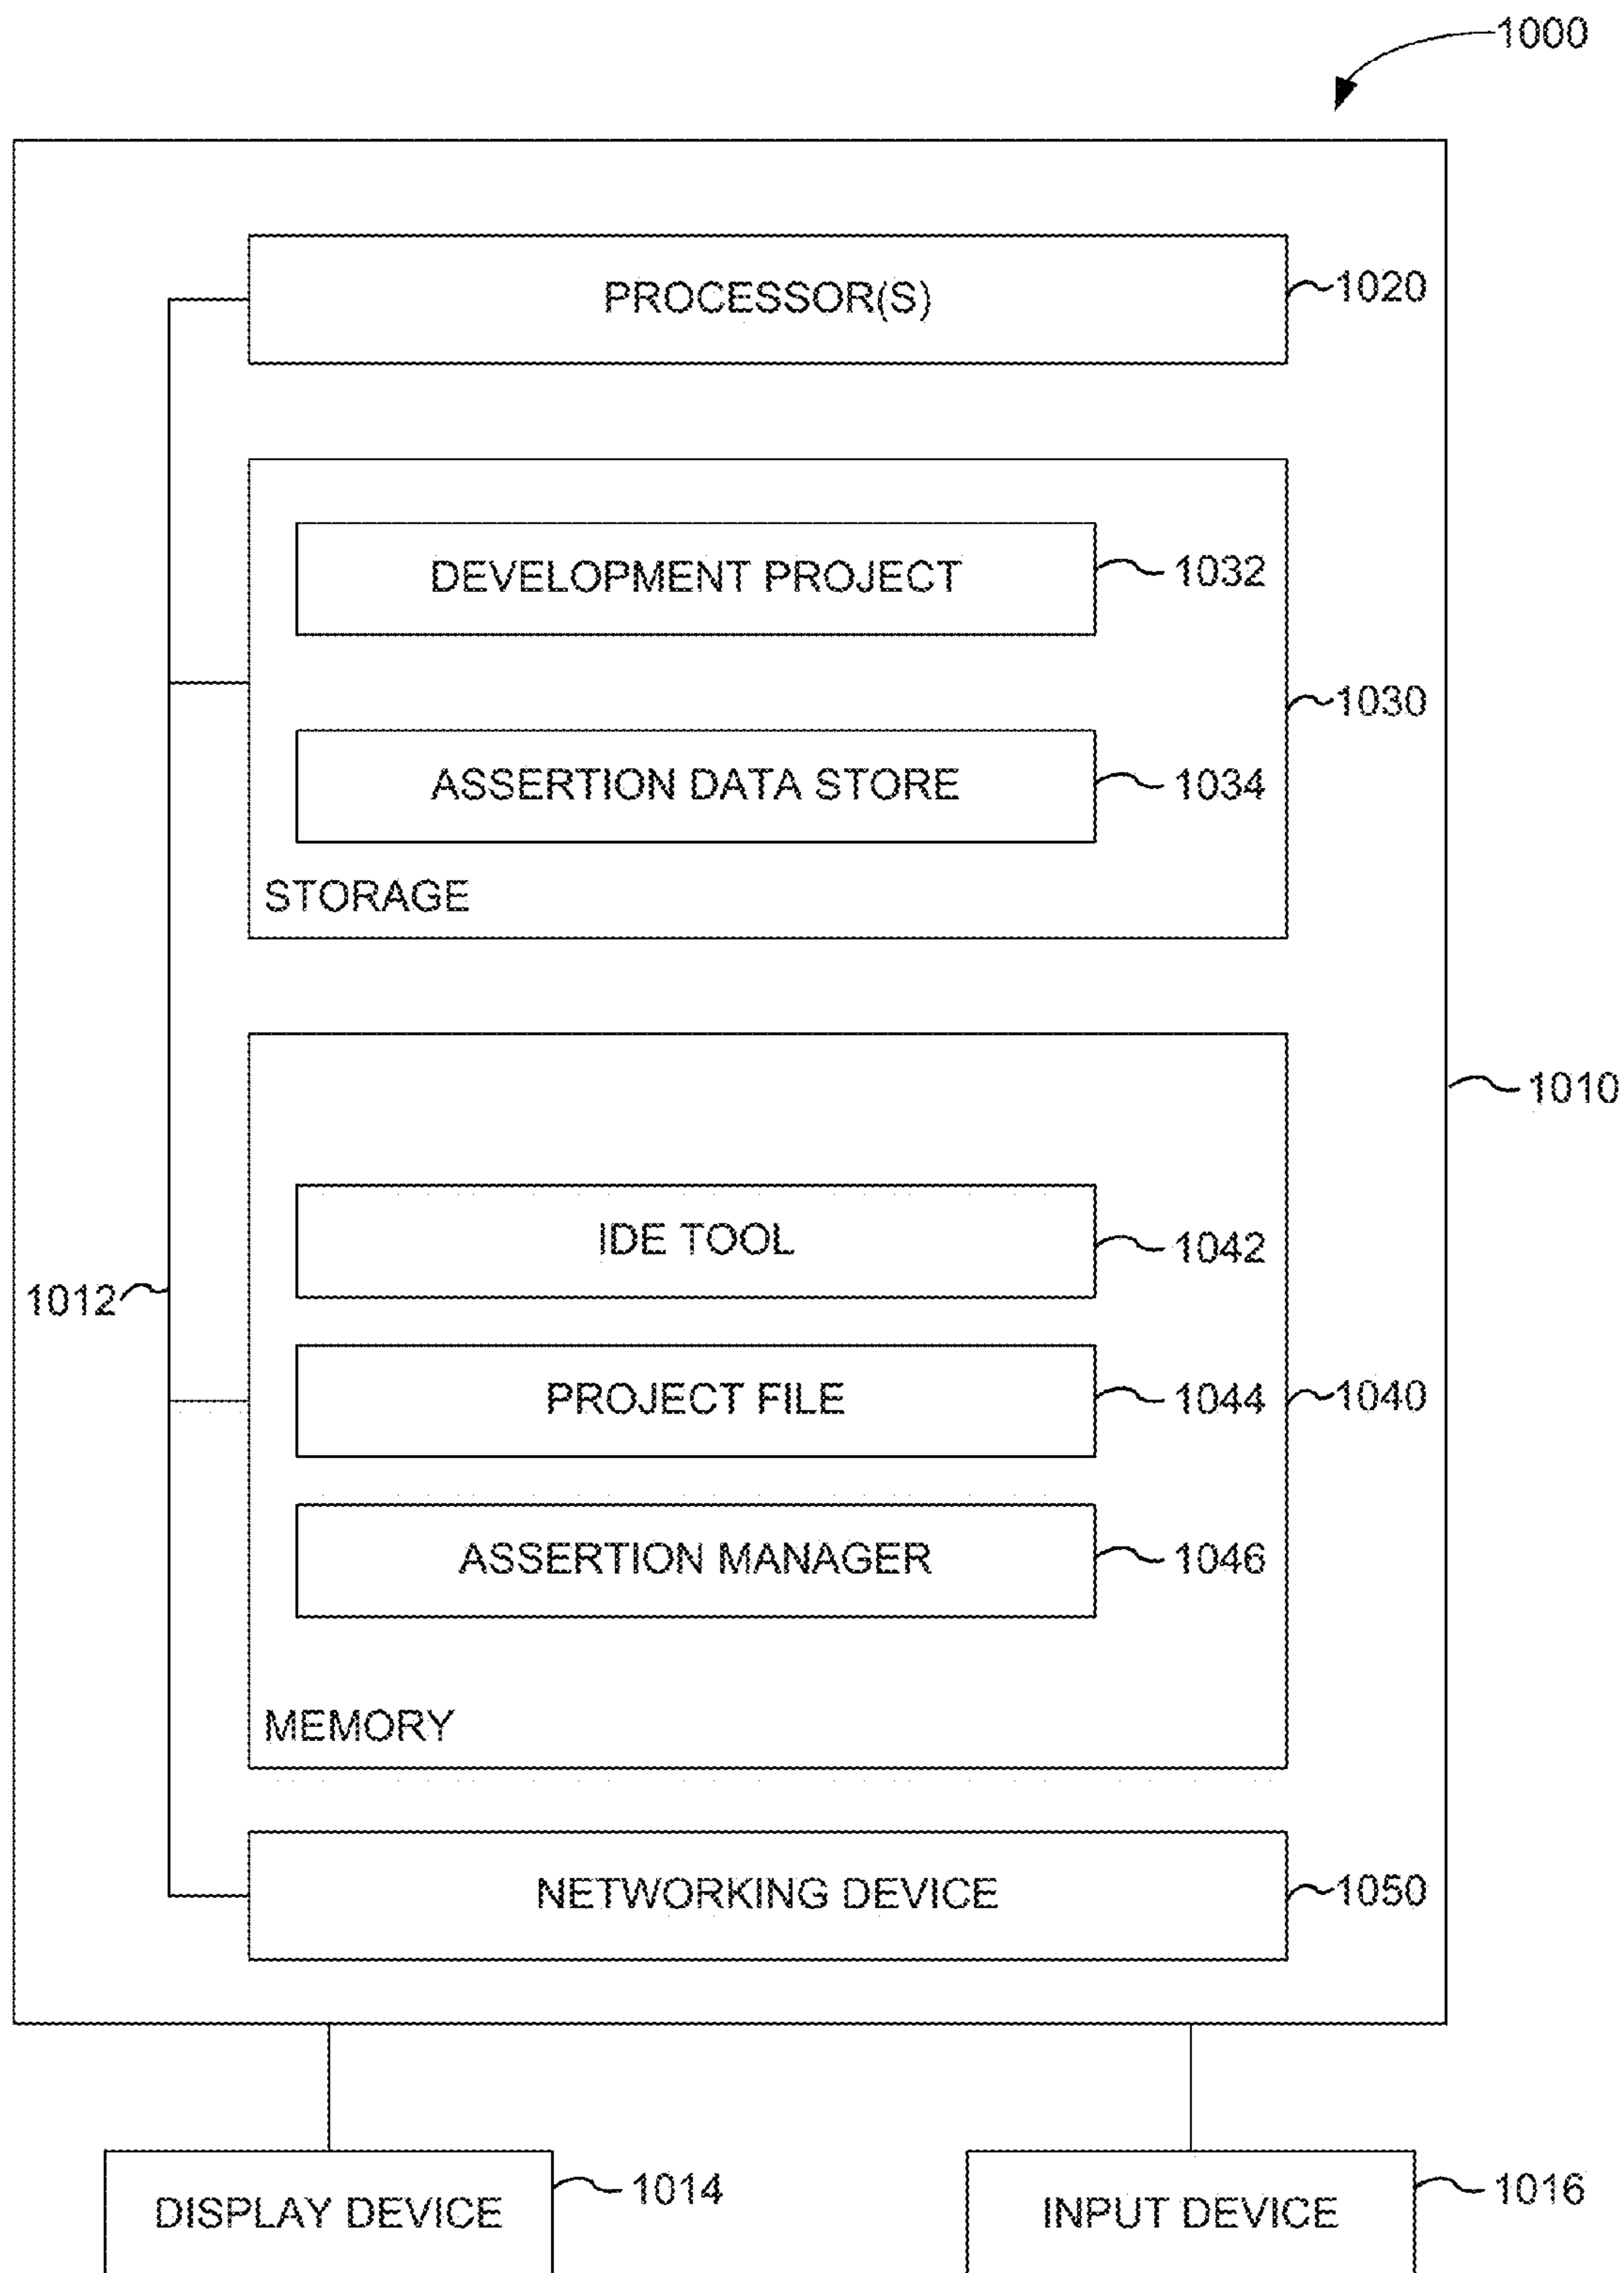 1000
PROCESSOR(S)
1020
DEVELOPMENT PROJECT
1032
1030
ASSERTION DATA STORE
1034
STORAGE
1010
IDE TOOL
1042
1012
PROJECT FILE
1044
1040
ASSERTION MANAGER
1046
MEMORY
NETWORKING DEVICE
1050
DISPLAY DEVICE
1014
INPUT DEVICE
1016